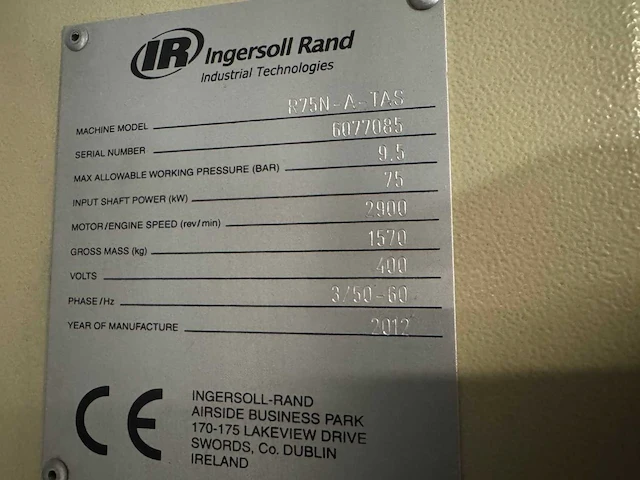 IR Ingersoll Rand
Industrial Technologies
MACHINE MODEL R75N-A-TAS
SERIAL NUMBER 6077085
MAX ALLOWABLE WORKING PRESSURE (BAR) 9.5
INPUT SHAFT POWER (kW) 75
MOTOR/ENGINE SPEED (rev/min) 2900
GROSS MASS (kg) 1570
VOLTS 400
PHASE/Hz 3/50-60
YEAR OF MANUFACTURE 2012
CE
INGERSOLL-RAND
AIRSIDE BUSINESS PARK
170-175 LAKEVIEW DRIVE
SWORDS, Co. DUBLIN
IRELAND